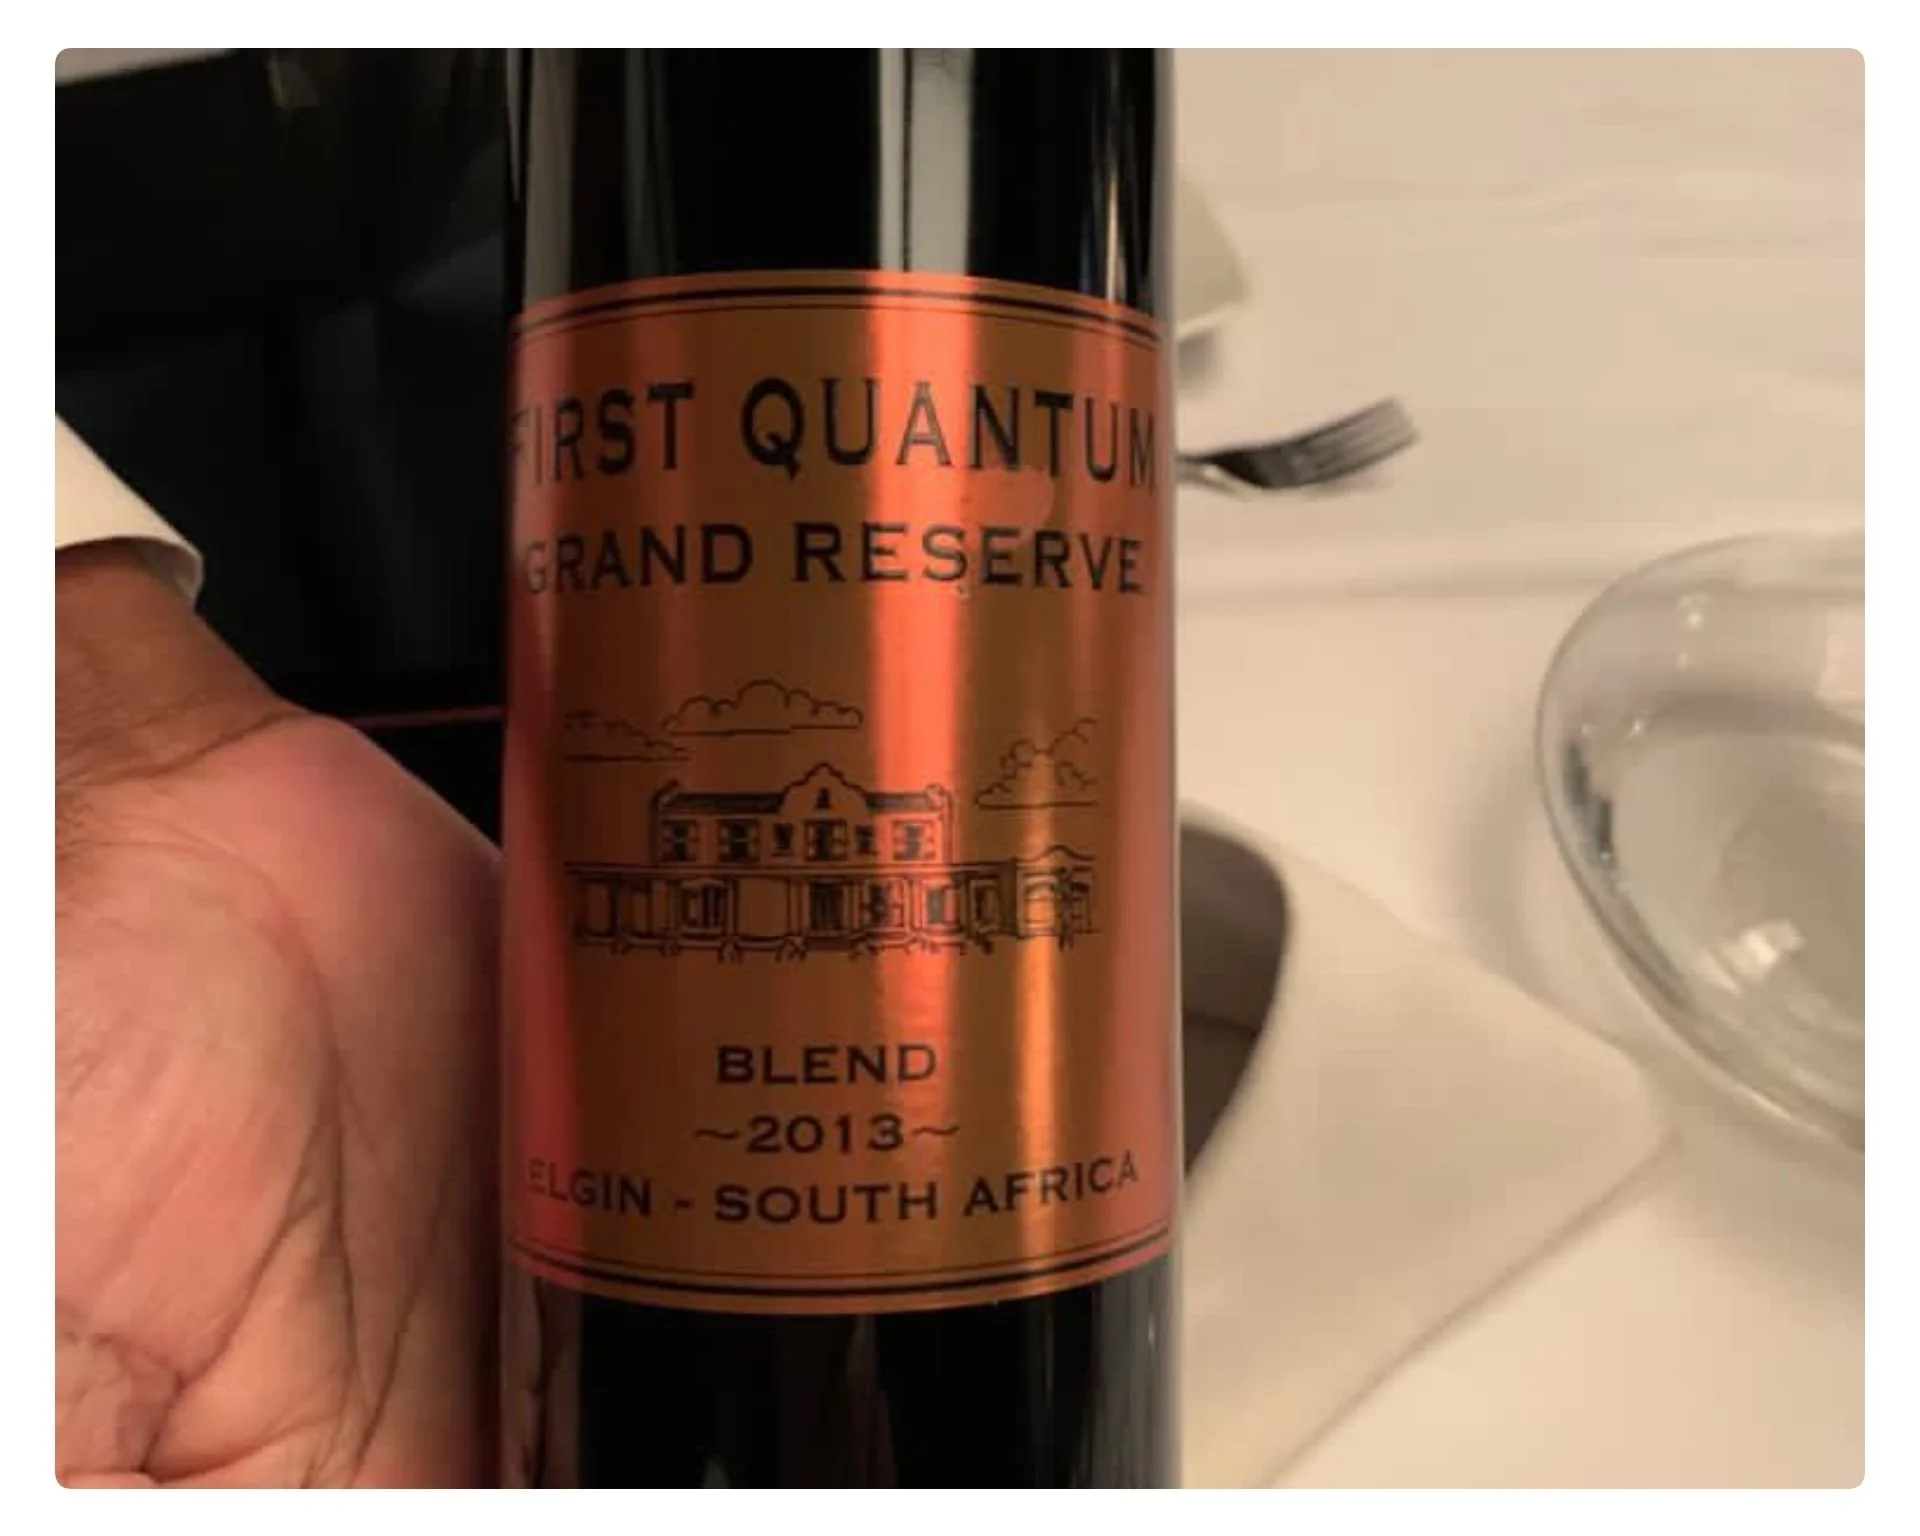 FIRST QUANTUM
GRAND RESERVE
BLEND
~2013~
ELGIN - SOUTH AFRICA